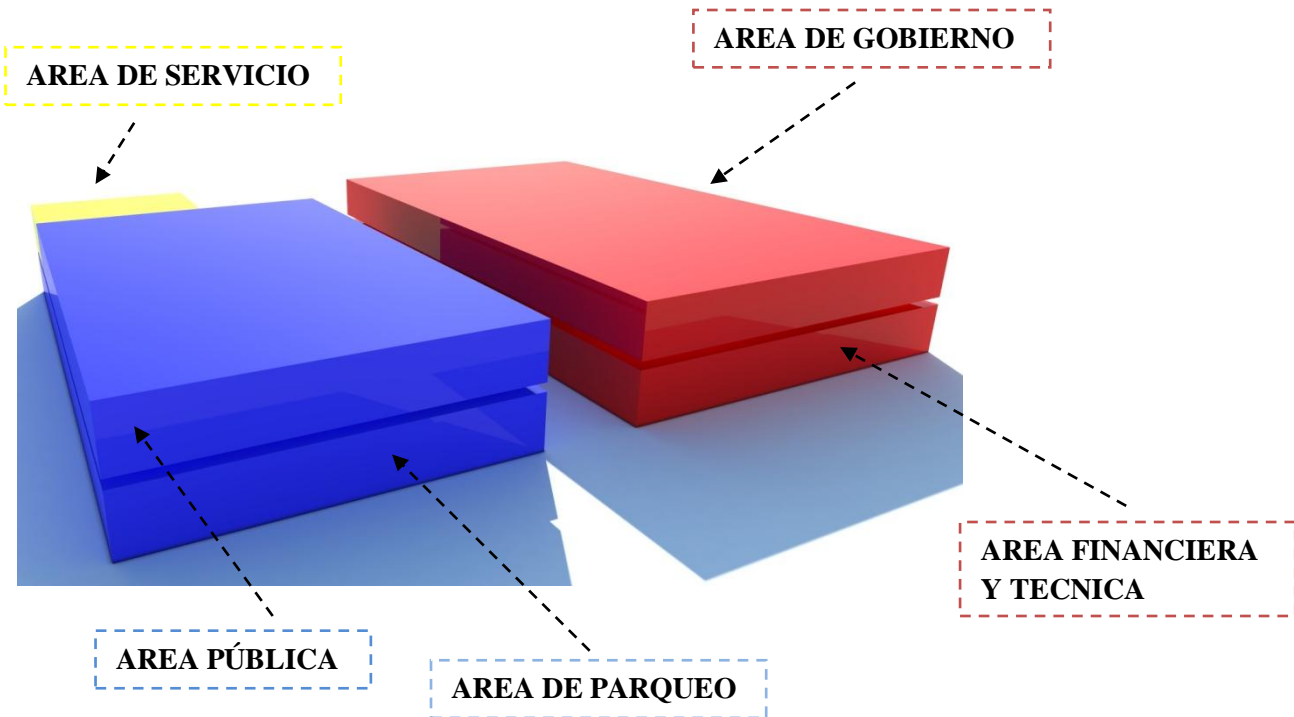 AREA DE GOBIERNO
AREA DE SERVICIO
AREA FINANCIERA
Y TECNICA
AREA PÚBLICA
AREA DE PARQUEO